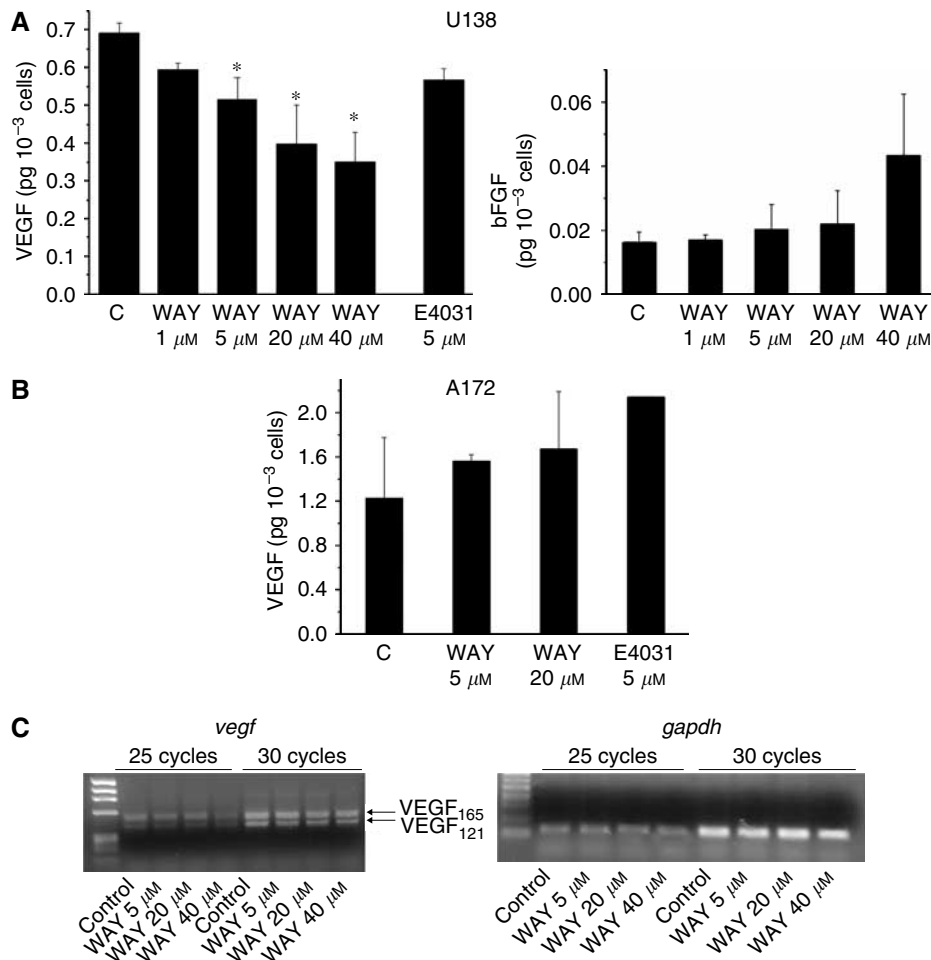 A
U138
VEGF (pg 10⁻³ cells)
0.7
0.6
0.5
0.4
0.3
0.2
0.1
0.0
*
*
*
C
WAY
1 μM
WAY
5 μM
WAY
20 μM
WAY
40 μM
E4031
5 μM
bFGF
(pg 10⁻³ cells)
0.06
0.04
0.02
0.00
C
WAY
1 μM
WAY
5 μM
WAY
20 μM
WAY
40 μM
B
A172
VEGF (pg 10⁻³ cells)
2.0
1.6
1.2
0.8
0.4
0.0
C
WAY
5 μM
WAY
20 μM
E4031
5 μM
C
vegf
25 cycles
30 cycles
VEGF₁₆₅
VEGF₁₂₁
Control
WAY 5 μM
WAY 20 μM
WAY 40 μM
Control
WAY 5 μM
WAY 20 μM
WAY 40 μM
gapdh
25 cycles
30 cycles
Control
WAY 5 μM
WAY 20 μM
WAY 40 μM
Control
WAY 5 μM
WAY 20 μM
WAY 40 μM